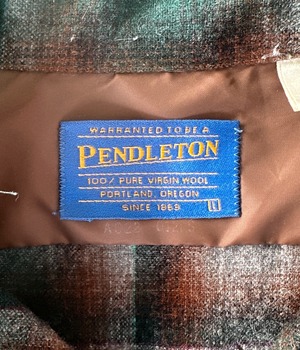 WARRANTED TO BE A
PENDLETON
100% PURE VIRGIN WOOL
PORTLAND, OREGON
SINCE 1863
L